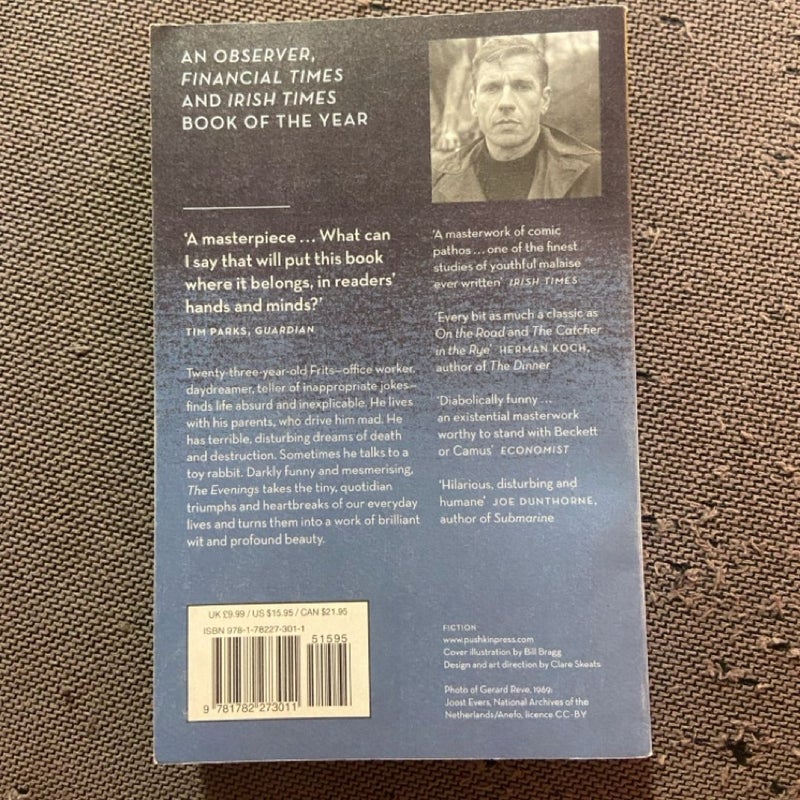 AN OBSERVER,
FINANCIAL TIMES
AND IRISH TIMES
BOOK OF THE YEAR
‘A masterpiece ... What can
I say that will put this book
where it belongs, in readers’
hands and minds?’
TIM PARKS, GUARDIAN
Twenty-three-year-old Frits—office worker,
daydreamer, teller of inappropriate jokes—
finds life absurd and inexplicable. He lives
with his parents, who drive him mad. He
has terrible, disturbing dreams of death
and destruction. Sometimes he talks to a
toy rabbit. Darkly funny and mesmerising,
The Evenings takes the tiny, quotidian
triumphs and heartbreaks of our everyday
lives and turns them into a work of brilliant
wit and profound beauty.
‘A masterwork of comic
pathos ... one of the finest
studies of youthful malaise
ever written’ IRISH TIMES
‘Every bit as much a classic as
On the Road and The Catcher
in the Rye’ HERMAN KOCH,
author of The Dinner
‘Diabolically funny ...
an existential masterwork
worthy to stand with Beckett
or Camus’ ECONOMIST
‘Hilarious, disturbing and
humane’ JOE DUNTHORNE,
author of Submarine
UK £9.99 / US $15.95 / CAN $21.95
ISBN 978-1-78227-301-1
51595
9 781782 273011
FICTION
www.pushkinpress.com
Cover illustration by Bill Bragg
Design and art direction by Clare Skeats
Photo of Gerard Reve, 1969:
Joost Evers, National Archives of the
Netherlands/Anefo, licence CC-BY